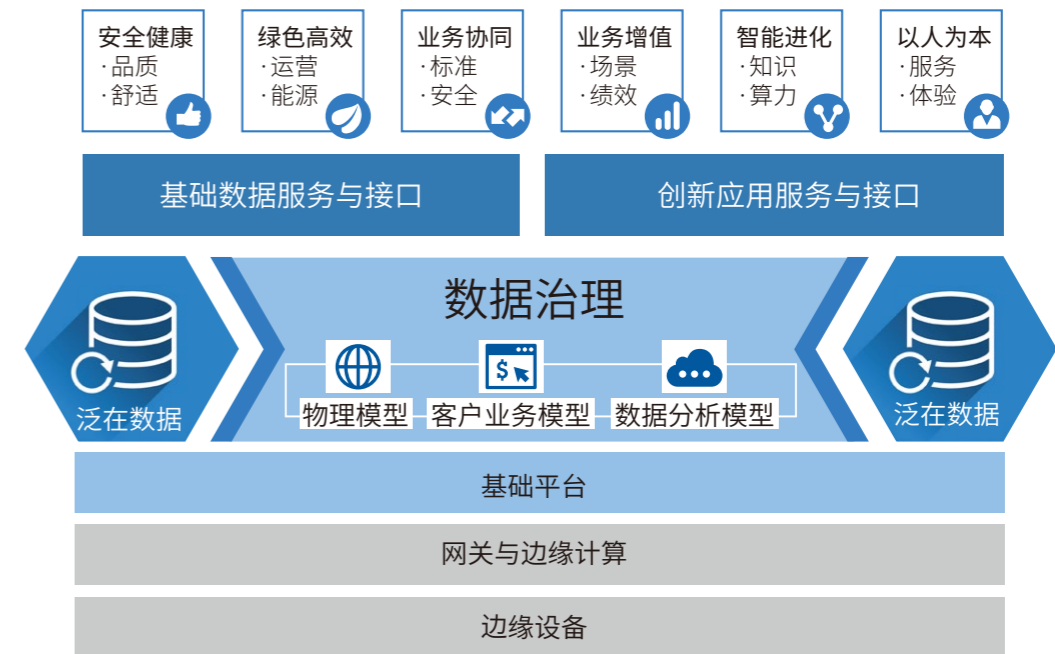 安全健康
·品质
·舒适
绿色高效
·运营
·能源
业务协同
·标准
·安全
业务增值
·场景
·绩效
智能进化
·知识
·算力
以人为本
·服务
·体验
基础数据服务与接口
创新应用服务与接口
泛在数据
数据治理
$
物理模型
客户业务模型
数据分析模型
泛在数据
基础平台
网关与边缘计算
边缘设备